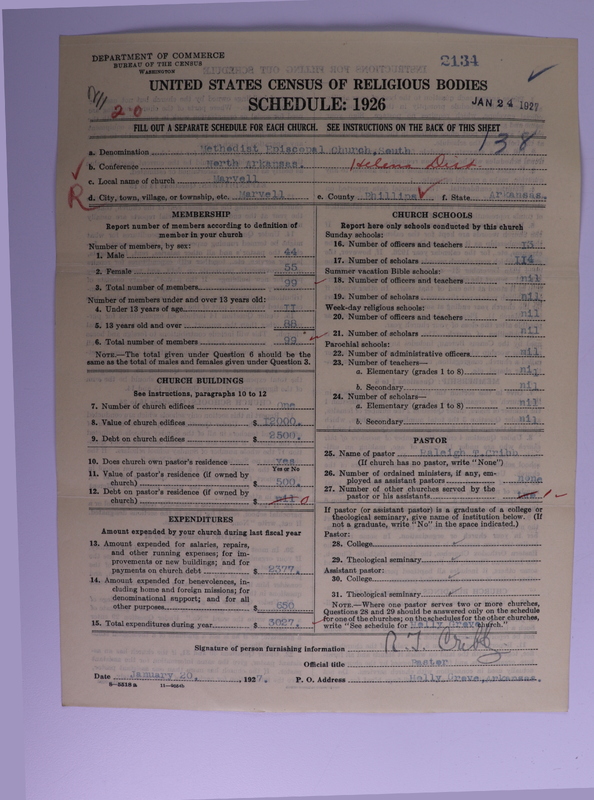 DEPARTMENT OF COMMERCE
BUREAU OF THE CENSUS
WASHINGTON
2134
UNITED STATES CENSUS OF RELIGIOUS BODIES
SCHEDULE: 1926
JAN 24 1927
20
FILL OUT A SEPARATE SCHEDULE FOR EACH CHURCH. SEE INSTRUCTIONS ON THE BACK OF THIS SHEET
138
a. Denomination Methodist Episcopal Church, South
b. Conference North Arkansas. Helena Dist.
c. Local name of church Marvell
R d. City, town, village, or township, etc. Marvell e. County Phillips f. State Arkansas.
MEMBERSHIP
Report number of members according to definition of member in your church
Number of members, by sex:
1. Male 44
2. Female 55
3. Total number of members 99
Number of members under and over 13 years old:
4. Under 13 years of age 11
5. 13 years old and over 88
6. Total number of members 99
NOTE.—The total given under Question 6 should be the
same as the total of males and females given under Question 3.
CHURCH BUILDINGS
See instructions, paragraphs 10 to 12
7. Number of church edifices One
8. Value of church edifices $ 12000.
9. Debt on church edifices $ 2500.
10. Does church own pastor's residence yes
Yes or No
11. Value of pastor's residence (if owned by
church) $ 500.
12. Debt on pastor's residence (if owned by
church) $ nil 0
EXPENDITURES
Amount expended by your church during last fiscal year
13. Amount expended for salaries, repairs,
and other running expenses; for im-
provements or new buildings; and for
payments on church debt $ 2377.
14. Amount expended for benevolences, in-
cluding home and foreign missions; for
denominational support; and for all
other purposes $ 650
15. Total expenditures during year $ 3027.
CHURCH SCHOOLS
Report here only schools conducted by this church
Sunday schools:
16. Number of officers and teachers 13
17. Number of scholars 114
Summer vacation Bible schools:
18. Number of officers and teachers nil
19. Number of scholars nil
Week-day religious schools:
20. Number of officers and teachers nil
21. Number of scholars nil
Parochial schools:
22. Number of administrative officers nil
23. Number of teachers—
a. Elementary (grades 1 to 8) nil
b. Secondary nil
24. Number of scholars—
a. Elementary (grades 1 to 8) nil
b. Secondary nil
PASTOR
25. Name of pastor Raleigh T. Cribb
(If church has no pastor, write "None")
26. Number of ordained ministers, if any, em-
ployed as assistant pastors none
27. Number of other churches served by the
pastor or his assistants 1
If pastor (or assistant pastor) is a graduate of a college or
theological seminary, give name of institution below. (If
not a graduate, write "No" in the space indicated.)
Pastor:
28. College
29. Theological seminary
Assistant pastor:
30. College
31. Theological seminary
NOTE.—Where one pastor serves two or more churches,
Questions 28 and 29 should be answered only on the schedule
for one of the churches; on the schedules for the other churches,
write "See schedule for Holly Grove church."
Signature of person furnishing information R. T. Cribb
Official title Pastor
Date January 20, 1927. P. O. Address Holly Grove, Arkansas.